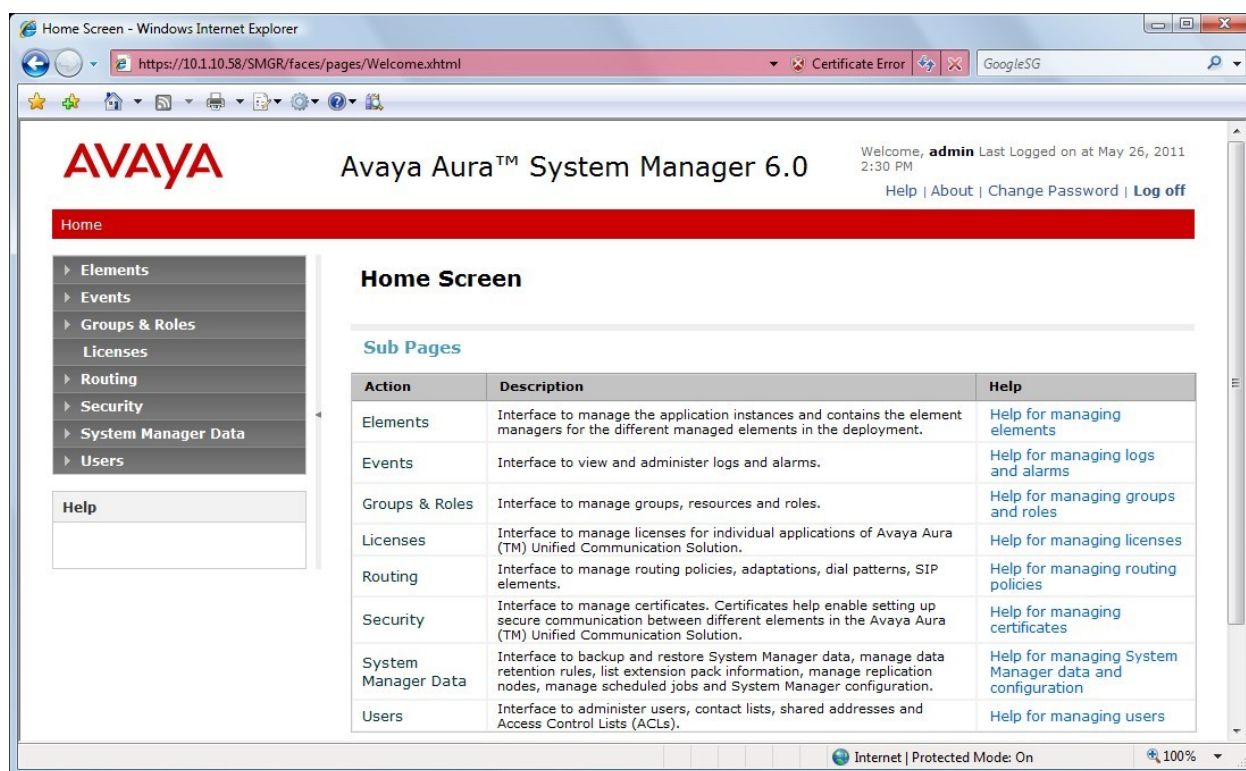 Home Screen - Windows Internet Explorer
https://10.1.10.58/SMGR/faces/pages/Welcome.xhtml
Certificate Error
GoogleSG
AVAYA
Avaya Aura™ System Manager 6.0
Welcome, admin Last Logged on at May 26, 2011
2:30 PM
Help | About | Change Password | Log off
Home
Elements
Events
Groups & Roles
Licenses
Routing
Security
System Manager Data
Users
Help
Home Screen
Sub Pages
Action Description Help
Elements
Interface to manage the application instances and contains the element
managers for the different managed elements in the deployment.
Help for managing
elements
Events
Interface to view and administer logs and alarms.
Help for managing logs
and alarms
Groups & Roles
Interface to manage groups, resources and roles.
Help for managing groups
and roles
Licenses
Interface to manage licenses for individual applications of Avaya Aura
(TM) Unified Communication Solution.
Help for managing licenses
Routing
Interface to manage routing policies, adaptations, dial patterns, SIP
elements.
Help for managing routing
policies
Security
Interface to manage certificates. Certificates help enable setting up
secure communication between different elements in the Avaya Aura
(TM) Unified Communication Solution.
Help for managing
certificates
System
Manager Data
Interface to backup and restore System Manager data, manage data
retention rules, list extension pack information, manage replication
nodes, manage scheduled jobs and System Manager configuration.
Help for managing System
Manager data and
configuration
Users
Interface to administer users, contact lists, shared addresses and
Access Control Lists (ACLs).
Help for managing users
Internet | Protected Mode: On
100%